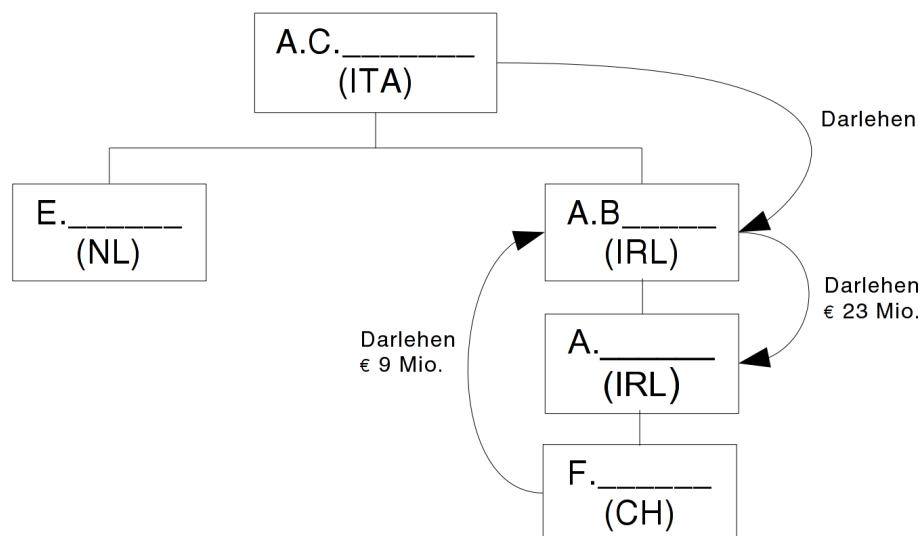 A.C._______
(ITA)
Darlehen
E.______
(NL)
A.B_____
(IRL)
Darlehen
€ 23 Mio.
Darlehen
€ 9 Mio.
A.______
(IRL)
F.______
(CH)